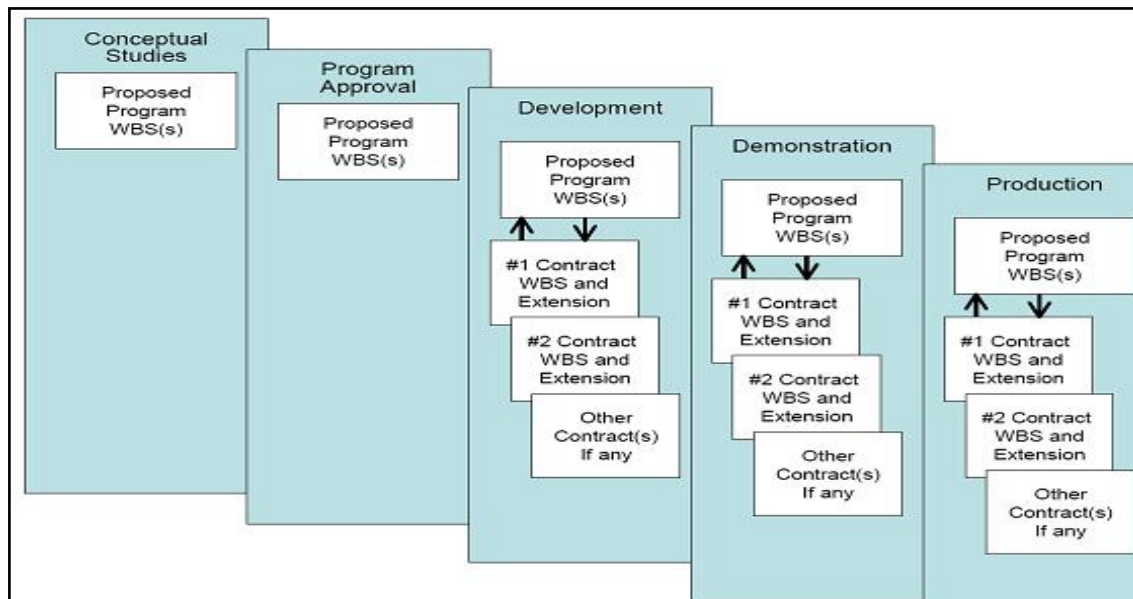 Conceptual
Studies
Proposed
Program
WBS(s)
Program
Approval
Proposed
Program
WBS(s)
Development
Proposed
Program
WBS(s)
#1 Contract
WBS and
Extension
#2 Contract
WBS and
Extension
Other
Contract(s)
If any
Demonstration
Proposed
Program
WBS(s)
#1 Contract
WBS and
Extension
#2 Contract
WBS and
Extension
Other
Contract(s)
If any
Production
Proposed
Program
WBS(s)
#1 Contract
WBS and
Extension
#2 Contract
WBS and
Extension
Other
Contract(s)
If any